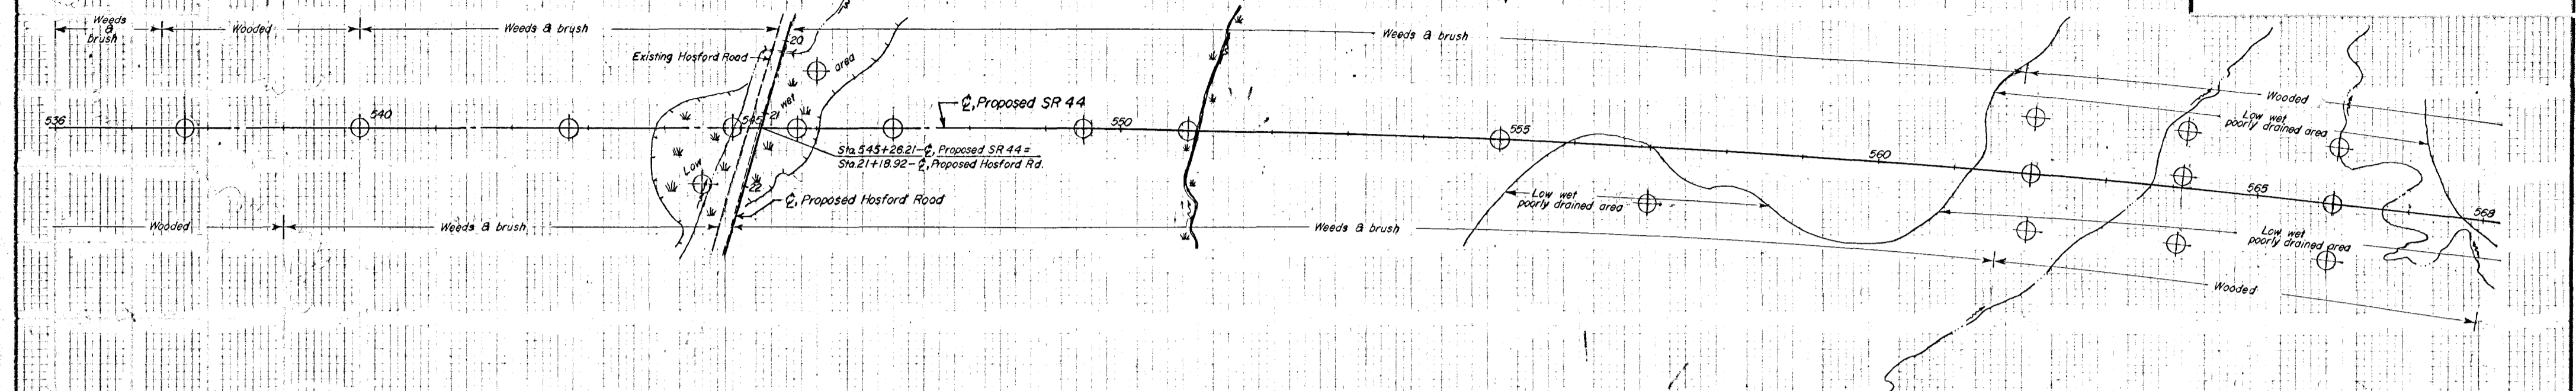 Weeds
&
brush
Wooded
Weeds & brush
Weeds & brush
Existing Hosford Road
20
area
wet
21
Low
22
Wooded
Low wet
poorly drained area
536
540
545
℄, Proposed SR 44
550
555
560
565
568
Sta. 545+26.21-℄, Proposed SR 44 =
Sta. 21+18.92-℄, Proposed Hosford Rd.
℄, Proposed Hosford Road
Low wet
poorly drained area
Low wet
poorly drained area
Wooded
Weeds & brush
Weeds & brush
Wooded